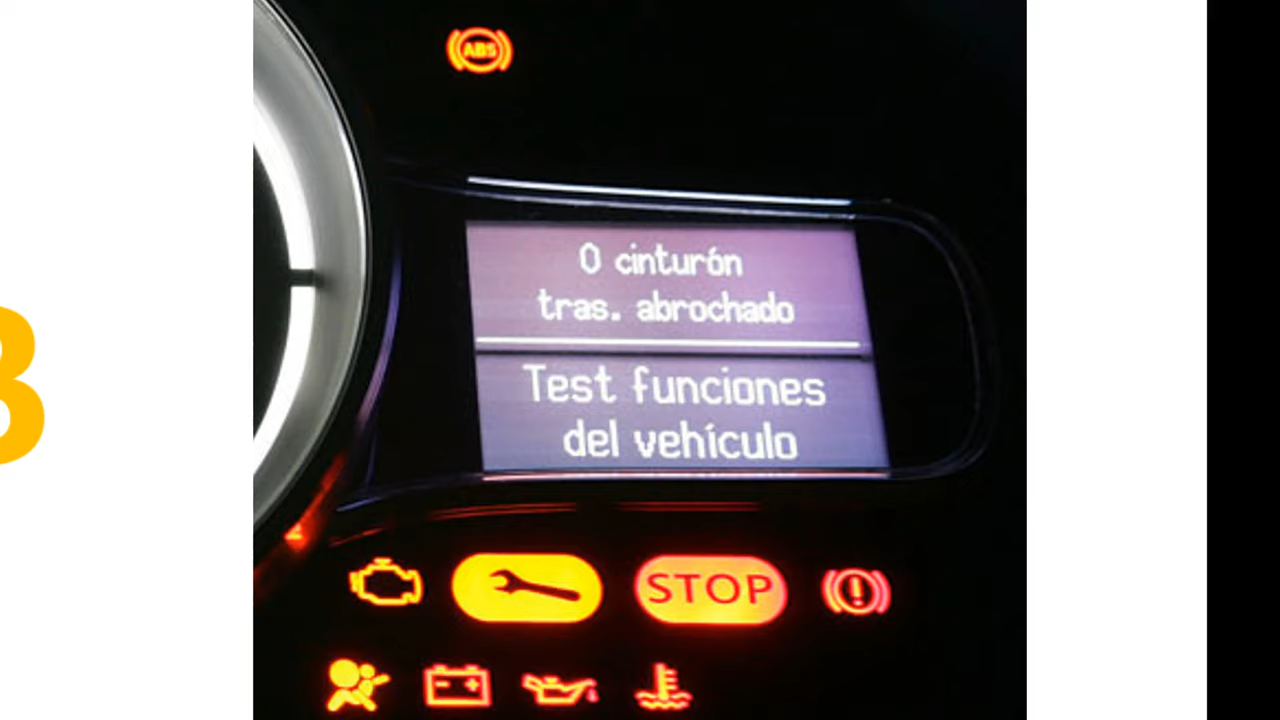 ABS
0 cinturón
tras. abrochado
Test funciones
del vehículo
STOP